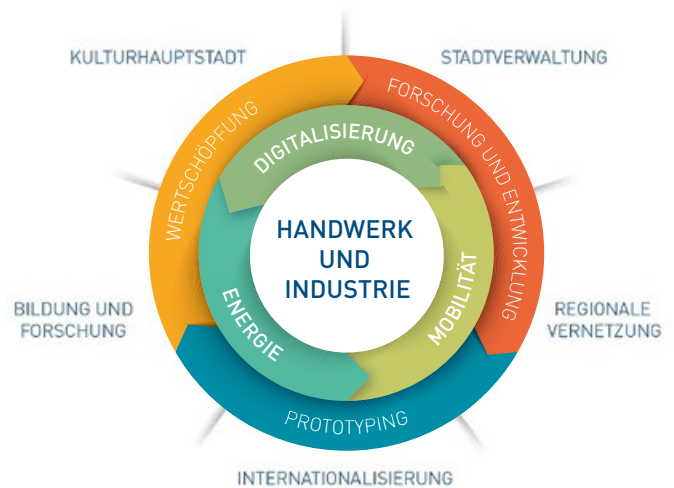 KULTURHAUPTSTADT
STADTVERWALTUNG
WERTSCHÖPFUNG
FORSCHUNG UND ENTWICKLUNG
DIGITALISIERUNG
HANDWERK
UND
INDUSTRIE
ENERGIE
MOBILITÄT
BILDUNG UND
FORSCHUNG
REGIONALE
VERNETZUNG
PROTOTYPING
INTERNATIONALISIERUNG